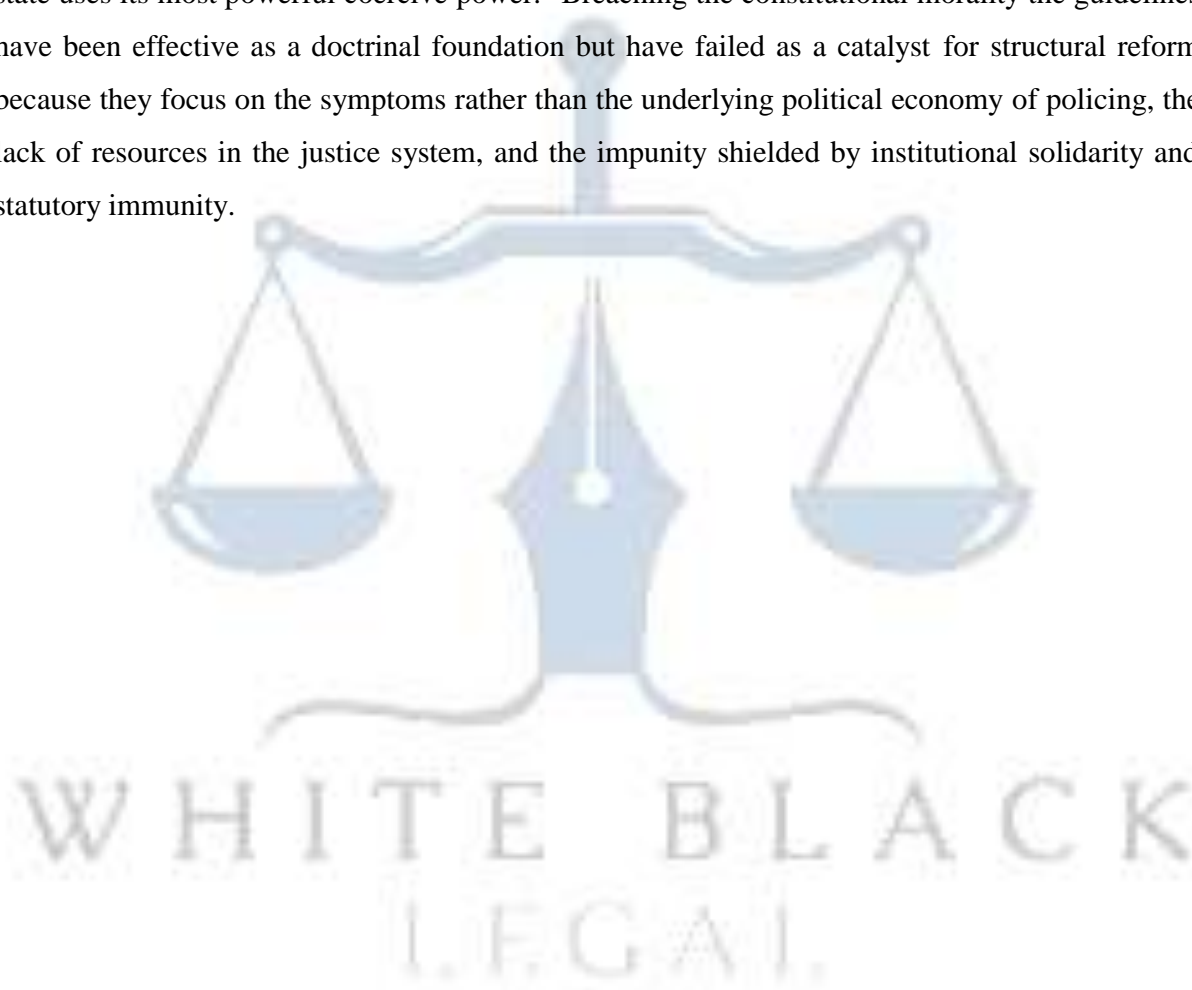 state uses its most powerful coercive power. Breaching the constitutional morality the guidelines
have been effective as a doctrinal foundation but have failed as a catalyst for structural reform
because they focus on the symptoms rather than the underlying political economy of policing, the
lack of resources in the justice system, and the impunity shielded by institutional solidarity and
statutory immunity.
WHITE BLACK
LEGAL